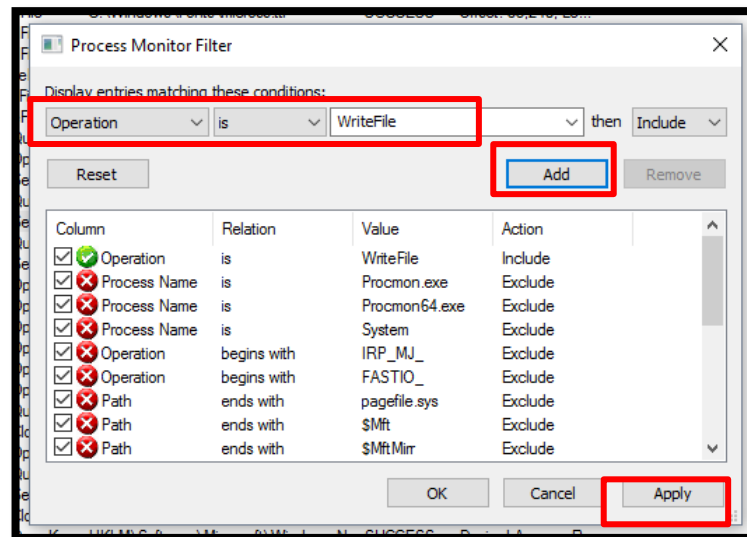 Process Monitor Filter
Display entries matching these conditions:
Operation is WriteFile then Include
Reset Add Remove
Column Relation Value Action
Operation is WriteFile Include
Process Name is Procmon.exe Exclude
Process Name is Procmon64.exe Exclude
Process Name is System Exclude
Operation begins with IRP_MJ_ Exclude
Operation begins with FASTIO_ Exclude
Path ends with pagefile.sys Exclude
Path ends with $Mft Exclude
Path ends with $MftMirr Exclude
OK Cancel Apply